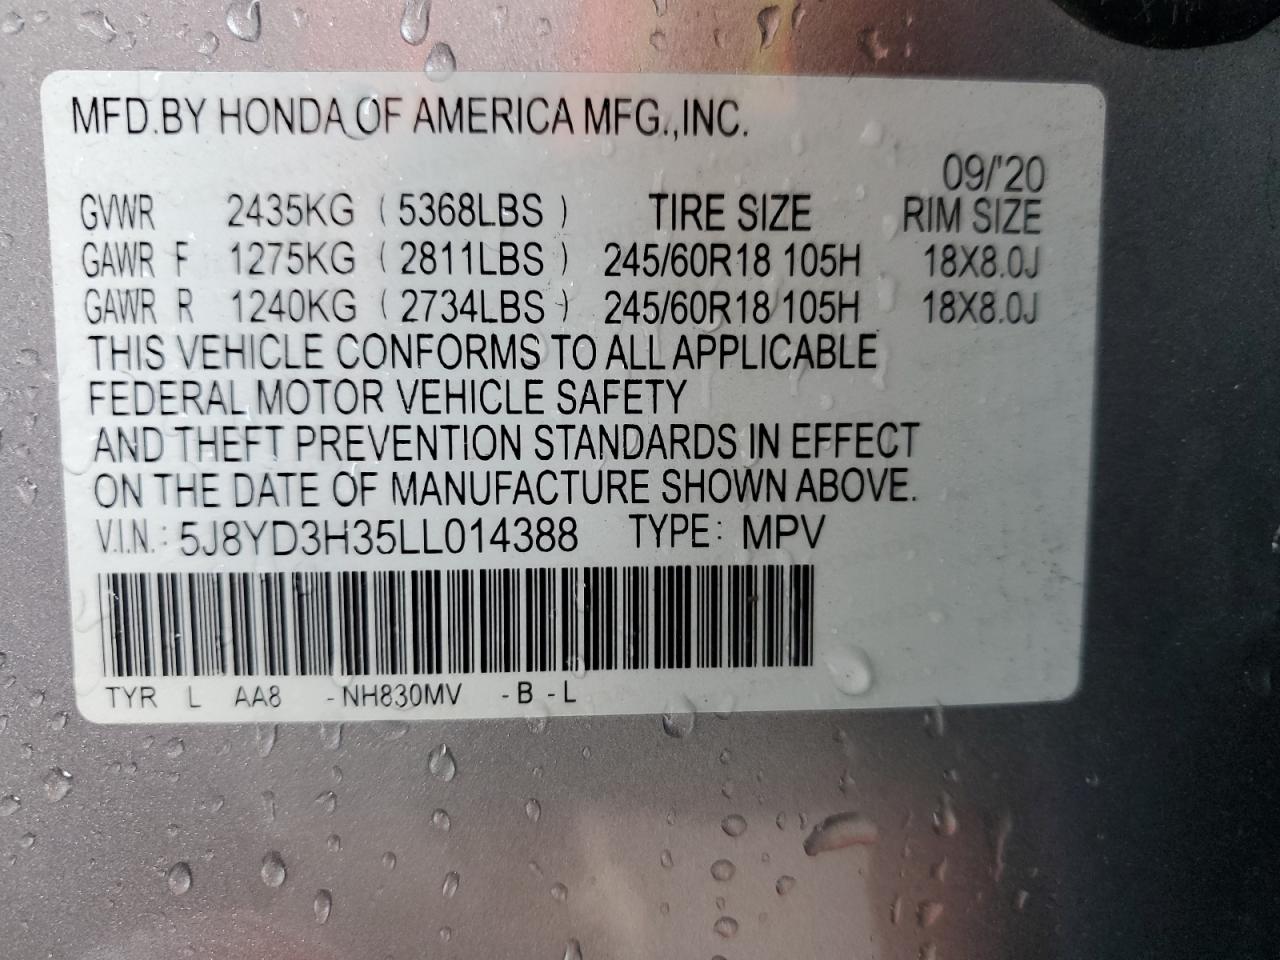 MFD.BY HONDA OF AMERICA MFG.,INC.
09/'20
GVWR 2435KG ( 5368LBS ) TIRE SIZE RIM SIZE
GAWR F 1275KG ( 2811LBS ) 245/60R18 105H 18X8.0J
GAWR R 1240KG ( 2734LBS ) 245/60R18 105H 18X8.0J
THIS VEHICLE CONFORMS TO ALL APPLICABLE
FEDERAL MOTOR VEHICLE SAFETY
AND THEFT PREVENTION STANDARDS IN EFFECT
ON THE DATE OF MANUFACTURE SHOWN ABOVE.
V.I.N.: 5J8YD3H35LL014388 TYPE: MPV
TYR L AA8 -NH830MV -B -L